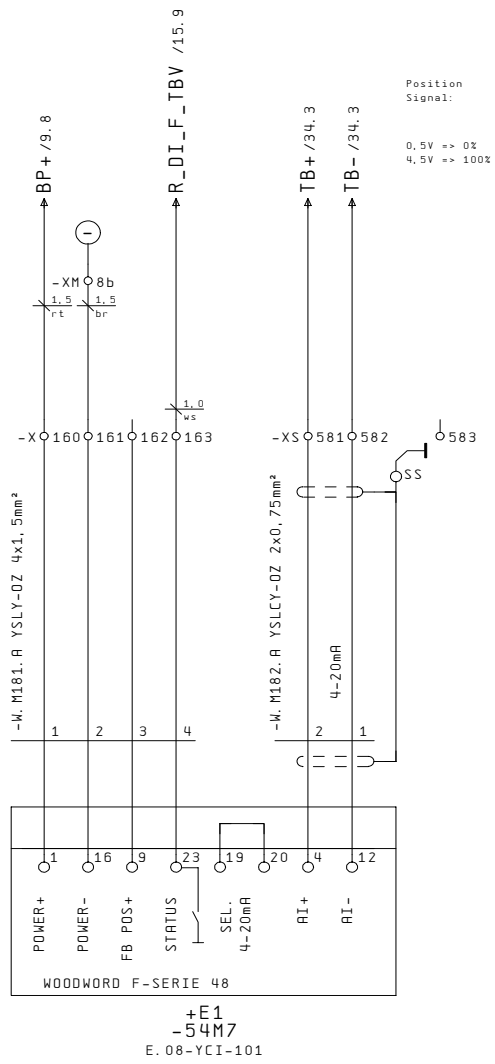 BP+ /9.8
R_DI_F_TBV /15.9
TB+ /34.3
TB- /34.3
Position
Signal:
0,5V => 0%
4,5V => 100%
-
-XM 8b
1,5
rt
1,5
br
1,0
ws
-X 160 161 162 163
-XS 581 582 583
SS
-W.M181.A YSLY-OZ 4x1,5mm²
-W.M182.A YSLCY-OZ 2x0,75mm²
4-20mA
1 2 3 4
2 1
1 16 9 23 19 20 4 12
POWER+
POWER-
FB POS+
STATUS
SEL.
4-20mA
AI+
AI-
WOODWORD F-SERIE 48
+E1
-54M7
E.08-YCI-101